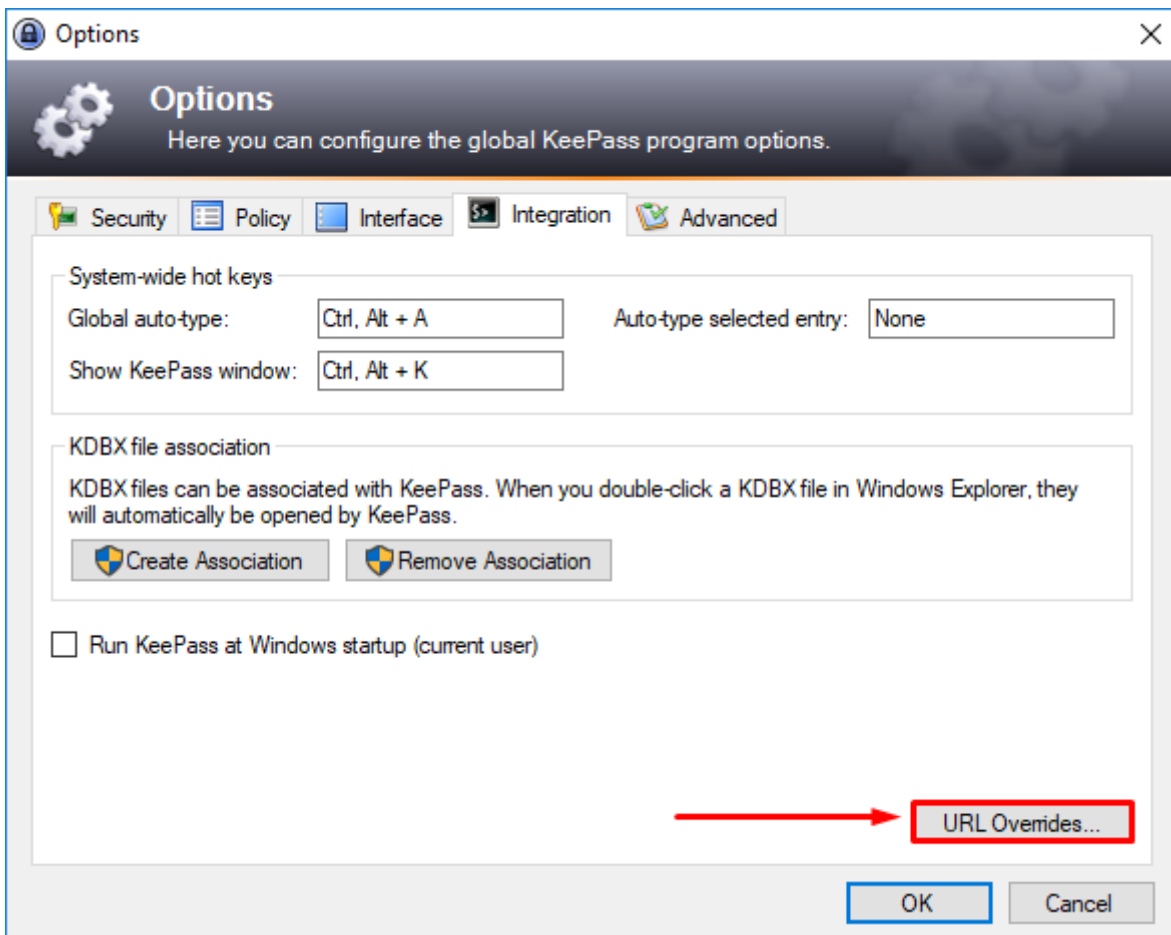 Options
Options
Here you can configure the global KeePass program options.
Security Policy Interface Integration Advanced
System-wide hot keys
Global auto-type: Ctrl, Alt + A Auto-type selected entry: None
Show KeePass window: Ctrl, Alt + K
KDBX file association
KDBX files can be associated with KeePass. When you double-click a KDBX file in Windows Explorer, they
will automatically be opened by KeePass.
Create Association Remove Association
Run KeePass at Windows startup (current user)
URL Overrides...
OK Cancel